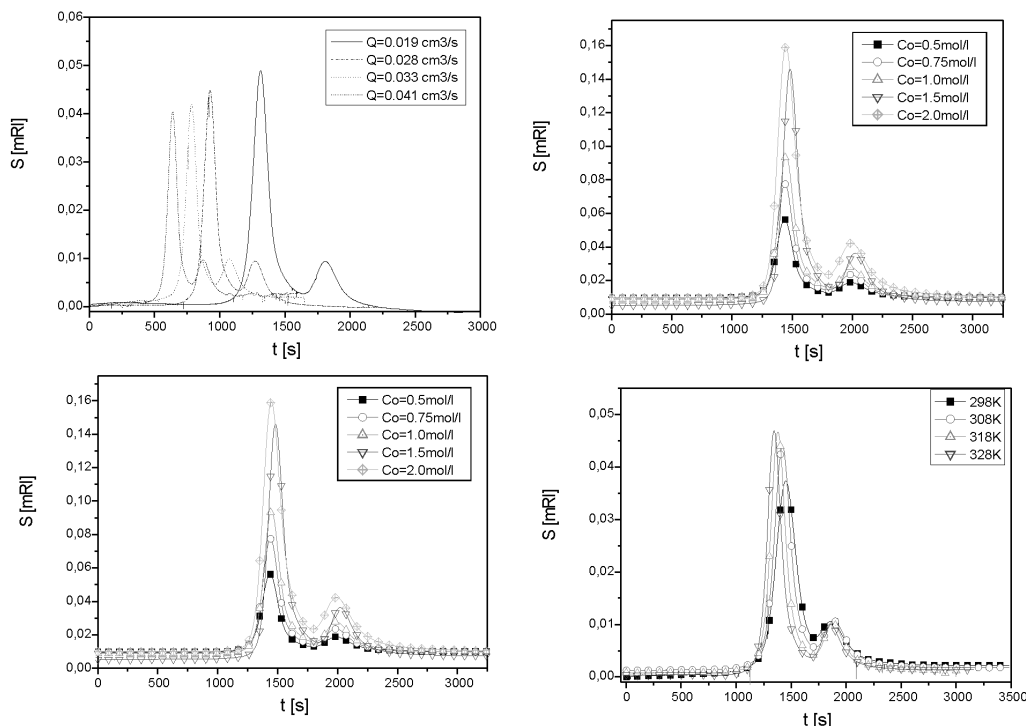 S [mRI]
0,06
0,05
0,04
0,03
0,02
0,01
0,00
0 500 1000 1500 2000 2500 3000
t [s]
Q=0.019 cm3/s
Q=0.028 cm3/s
Q=0.033 cm3/s
Q=0.041 cm3/s
S [mRI]
0,16
0,14
0,12
0,10
0,08
0,06
0,04
0,02
0,00
0 500 1000 1500 2000 2500 3000
t [s]
Co=0.5mol/l
Co=0.75mol/l
Co=1.0mol/l
Co=1.5mol/l
Co=2.0mol/l
S [mRI]
0,16
0,14
0,12
0,10
0,08
0,06
0,04
0,02
0,00
0 500 1000 1500 2000 2500 3000
t [s]
Co=0.5mol/l
Co=0.75mol/l
Co=1.0mol/l
Co=1.5mol/l
Co=2.0mol/l
S [mRI]
0,05
0,04
0,03
0,02
0,01
0,00
0 500 1000 1500 2000 2500 3000 3500
t [s]
298K
308K
318K
328K